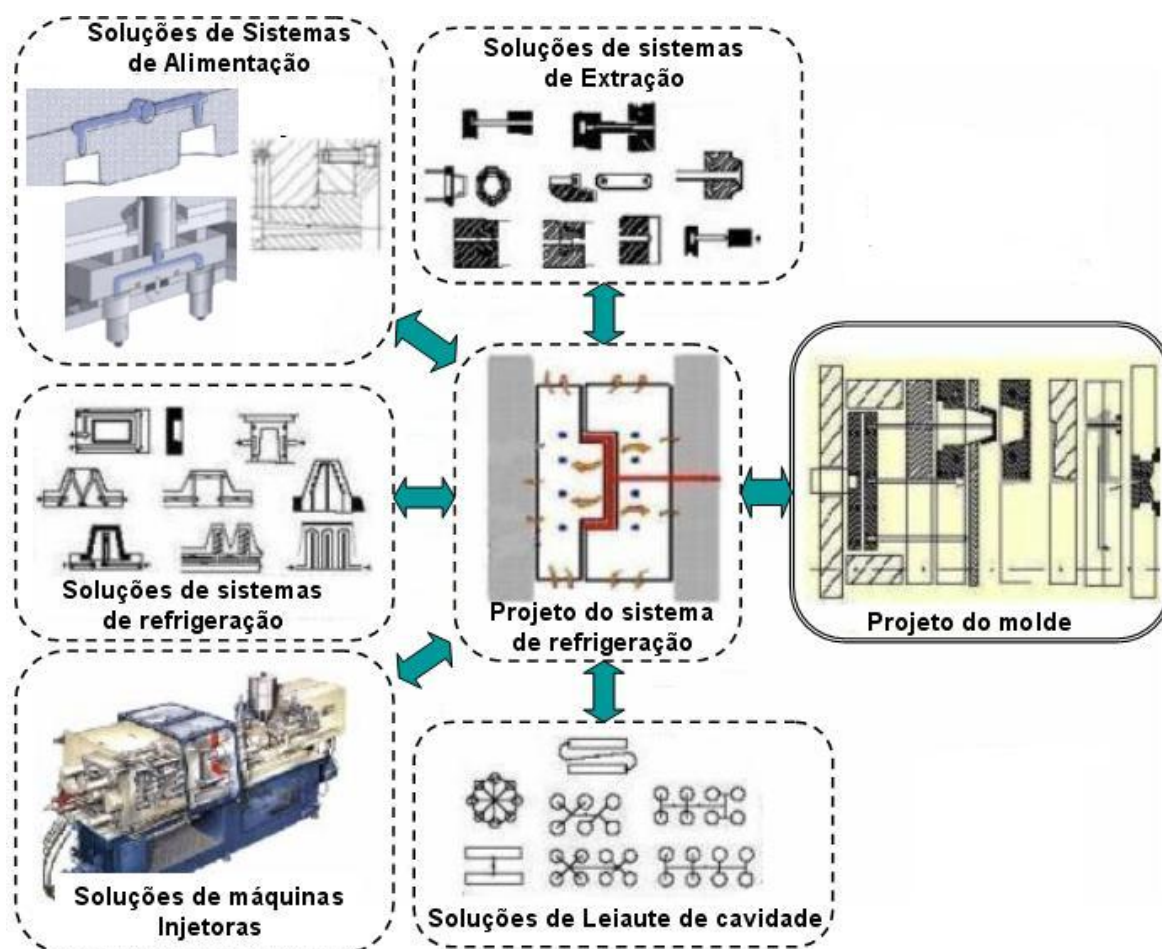 Soluções de Sistemas
de Alimentação
Soluções de sistemas
de Extração
Soluções de sistemas
de refrigeração
Projeto do sistema
de refrigeração
Projeto do molde
Soluções de máquinas
Injetoras
Soluções de Leiaute de cavidade